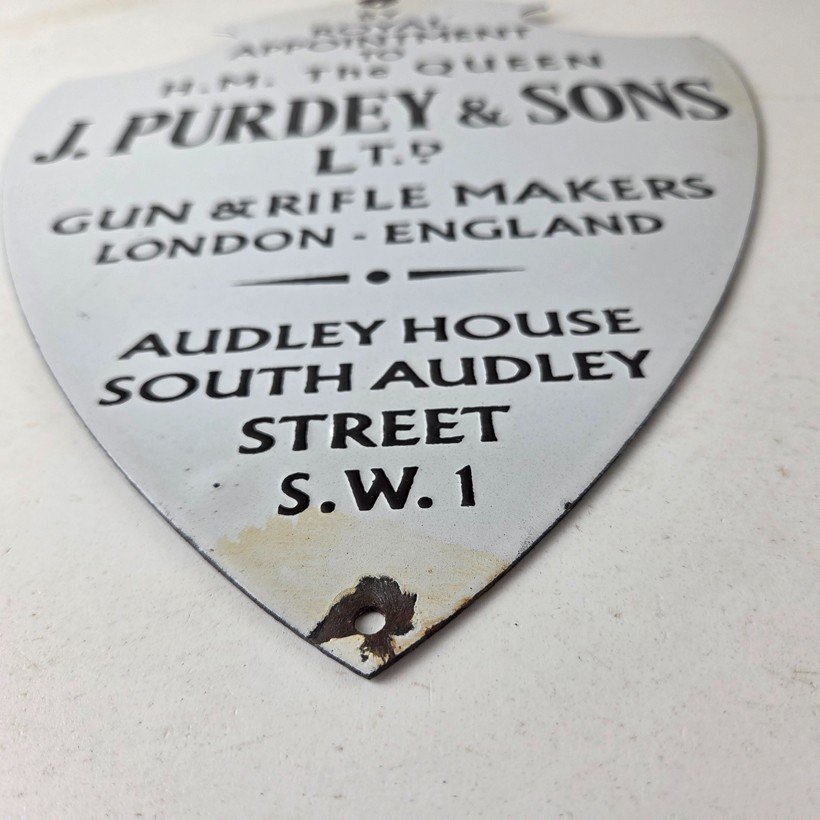 BY
ROYAL
APPOINTMENT
TO
H.M. The QUEEN
J. PURDEY & SONS
LT.D
GUN & RIFLE MAKERS
LONDON - ENGLAND
AUDLEY HOUSE
SOUTH AUDLEY
STREET
S.W. 1